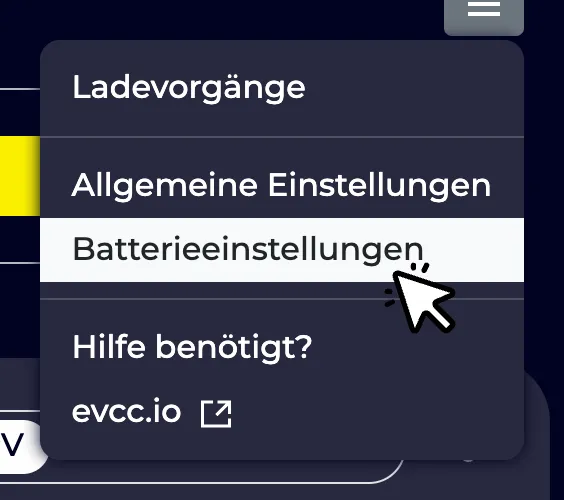 Ladevorgänge
Allgemeine Einstellungen
Batterieeinstellungen
Hilfe benötigt?
evcc.io
V